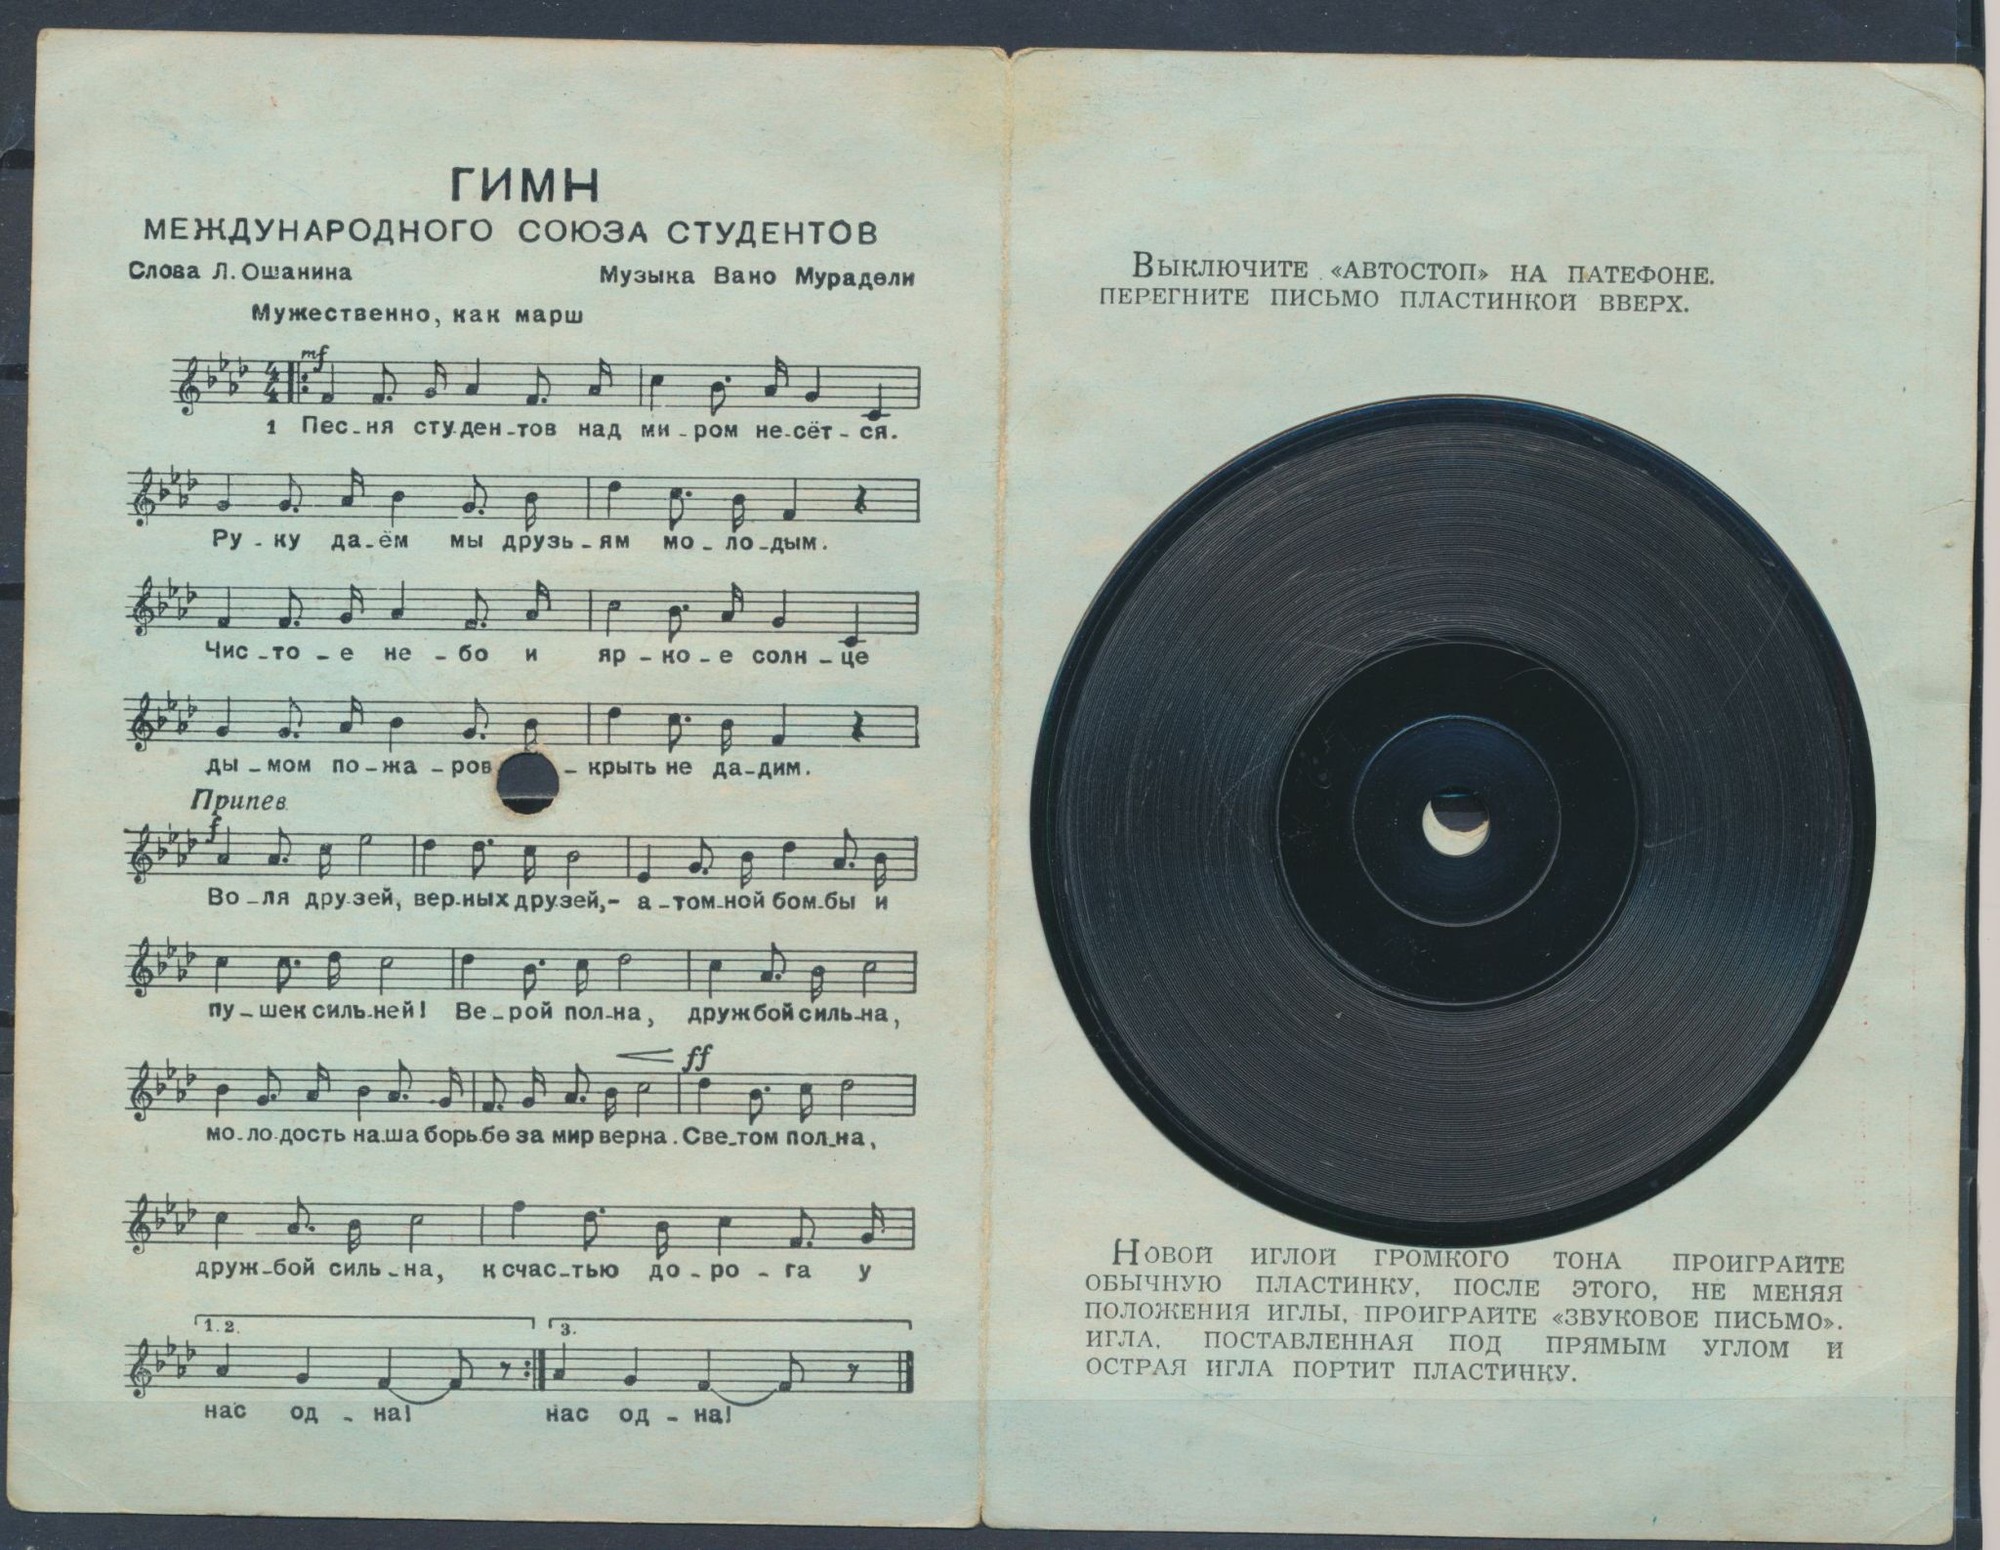 ГИМН
МЕЖДУНАРОДНОГО СОЮЗА СТУДЕНТОВ
Слова Л. Ошанина Музыка Вано Мурадели
Мужественно, как марш
mf
1 Пес-ня сту-ден-тов над ми-ром не-сёт-ся.
Ру-ку да-ём мы друзь-ям мо-ло-дым.
Чис-то-е не-бо и яр-ко-е солн-це
ды-мом по-жа-ров -крыть не да-дим.
Припев
f
Во-ля дру-зей, вер-ных дру-зей,- а-том-ной бом-бы и
пу-шек силь-ней! Ве-рой пол-на, друж бой силь-на,
ff
мо-ло-дость на-ша борь-бе за мир верна. Све-том пол-на,
друж-бой силь-на, к счас-тью до-ро-га у
1.2. 3.
нас од-на! нас од-на!
Выключите «АВТОСТОП» НА ПАТЕФОНЕ.
ПЕРЕГНИТЕ ПИСЬМО ПЛАСТИНКОЙ ВВЕРХ.
Новой ИГЛОЙ ГРОМКОГО ТОНА ПРОИГРАЙТЕ
ОБЫЧНУЮ ПЛАСТИНКУ, ПОСЛЕ ЭТОГО, НЕ МЕНЯЯ
ПОЛОЖЕНИЯ ИГЛЫ, ПРОИГРАЙТЕ «ЗВУКОВОЕ ПИСЬМО».
ИГЛА, ПОСТАВЛЕННАЯ ПОД ПРЯМЫМ УГЛОМ И
ОСТРАЯ ИГЛА ПОРТИТ ПЛАСТИНКУ.